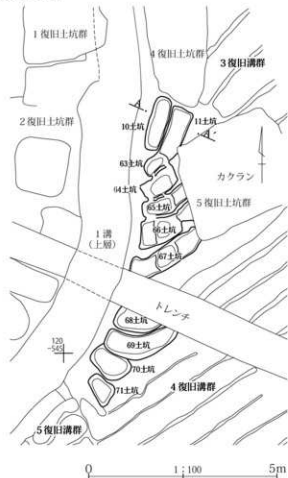 1復旧土坑群
4復旧土坑群
3復旧溝群
A
10土坑
11土坑
A'
2復旧土坑群
63土坑
カクラン
64土坑
65土坑
5復旧土坑群
66土坑
1溝
(上層)
67土坑
トレンチ
68土坑
120
-545
69土坑
70土坑
4復旧溝群
71土坑
5復旧溝群
0
1:100
5m